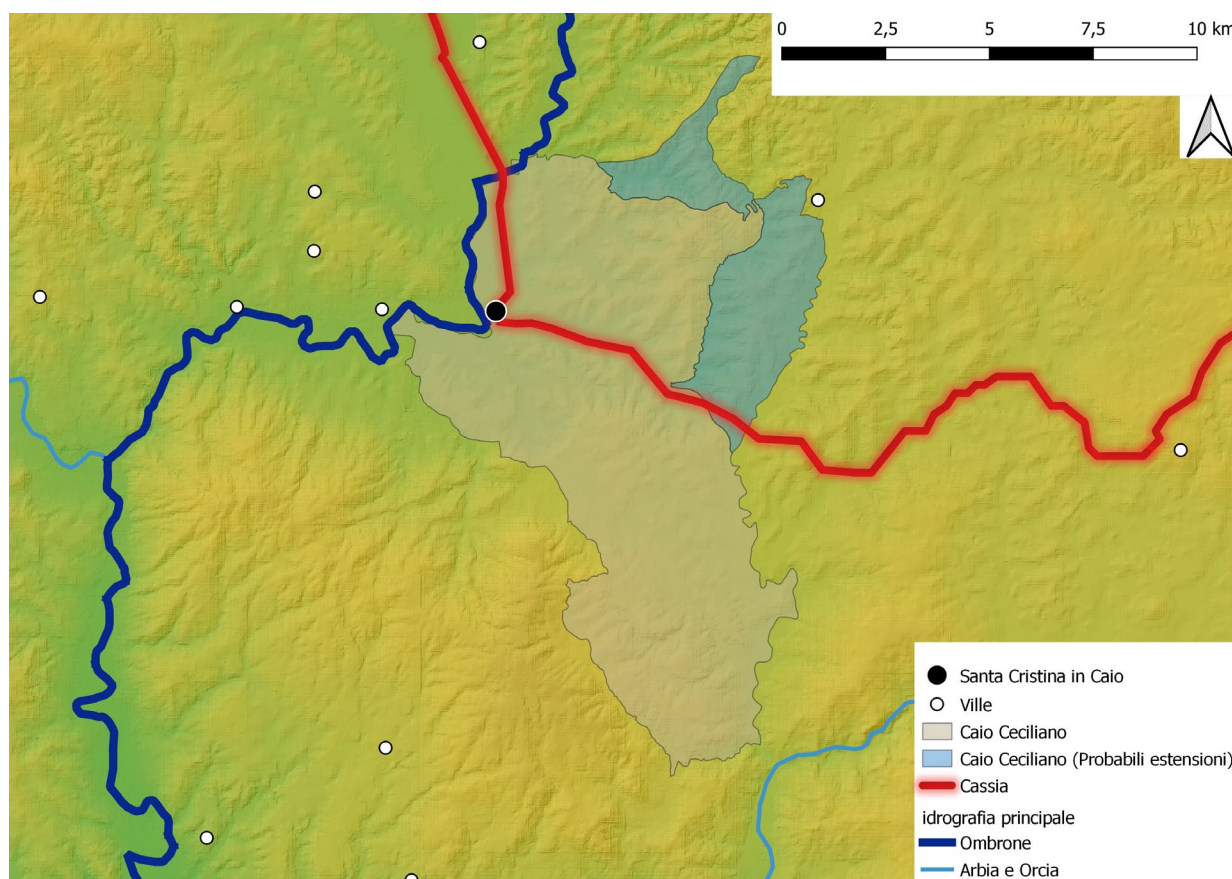 0 2,5 5 7,5 10 km
Santa Cristina in Caio
Ville
Caio Ceciliano
Caio Ceciliano (Probabili estensioni)
Cassia
idrografia principale
Ombrone
Arbia e Orcia